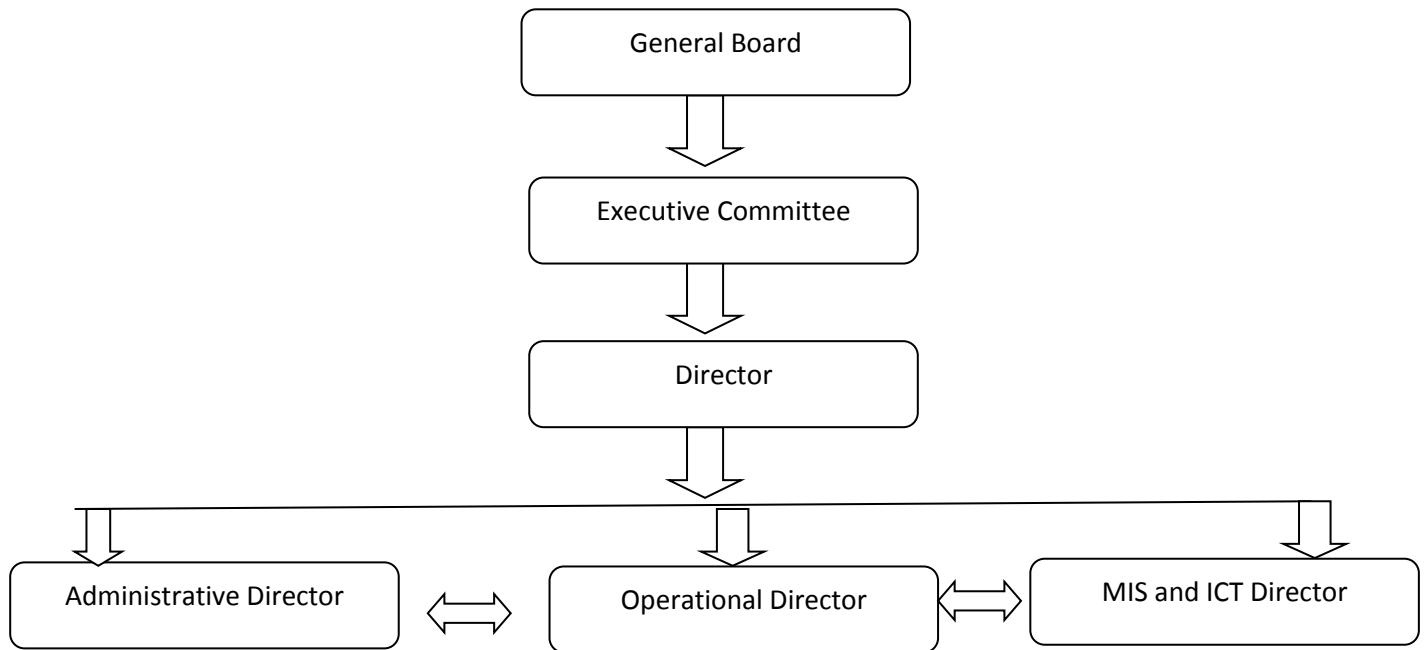 General Board
Executive Committee
Director
Administrative Director
Operational Director
MIS and ICT Director